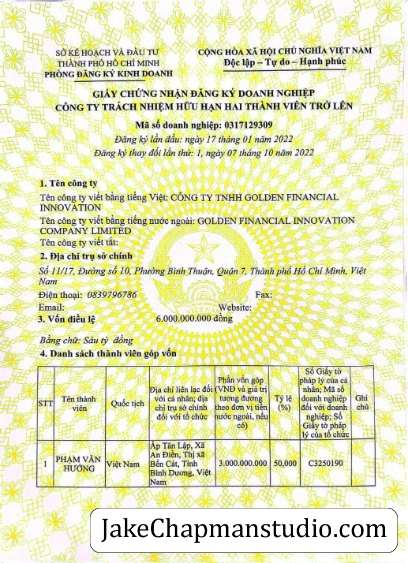 SỞ KẾ HOẠCH VÀ ĐẦU TƯ
THÀNH PHỐ HỒ CHÍ MINH
PHÒNG ĐĂNG KÝ KINH DOANH
CỘNG HÒA XÃ HỘI CHỦ NGHĨA VIỆT NAM
Độc lập – Tự do – Hạnh phúc
GIẤY CHỨNG NHẬN ĐĂNG KÝ DOANH NGHIỆP
CÔNG TY TRÁCH NHIỆM HỮU HẠN HAI THÀNH VIÊN TRỞ LÊN
Mã số doanh nghiệp: 0317129309
Đăng ký lần đầu: ngày 17 tháng 01 năm 2022
Đăng ký thay đổi lần thứ: 1, ngày 07 tháng 10 năm 2022
1. Tên công ty
Tên công ty viết bằng tiếng Việt: CÔNG TY TNHH GOLDEN FINANCIAL
INNOVATION
Tên công ty viết bằng tiếng nước ngoài: GOLDEN FINANCIAL INNOVATION
COMPANY LIMITED
Tên công ty viết tắt:
2. Địa chỉ trụ sở chính
Số 11/17, Đường số 10, Phường Bình Thuận, Quận 7, Thành phố Hồ Chí Minh, Việt
Nam
Điện thoại: 0839796786 Fax:
Email: Website:
3. Vốn điều lệ 6.000.000.000 đồng
Bằng chữ: Sáu tỷ đồng
4. Danh sách thành viên góp vốn
STT
Tên thành
viên
Quốc tịch
Địa chỉ liên lạc đối
với cá nhân; địa
chỉ trụ sở chính
đối với tổ chức
Phần vốn góp
(VNĐ và giá trị
tương đương
theo đơn vị tiền
nước ngoài, nếu
có)
Tỷ lệ
(%)
Số Giấy tờ
pháp lý của cá
nhân; Mã số
doanh nghiệp
đối với doanh
nghiệp; Số
Giấy tờ pháp
lý của tổ chức
Ghi
chú
1
PHẠM VĂN
HƯỚNG
Việt Nam
Ấp Tân Lập, Xã
An Điền, Thị xã
Bến Cát, Tỉnh
Bình Dương, Việt
Nam
3.000.000.000
50,000
C3250190
JakeChapmanstudio.com